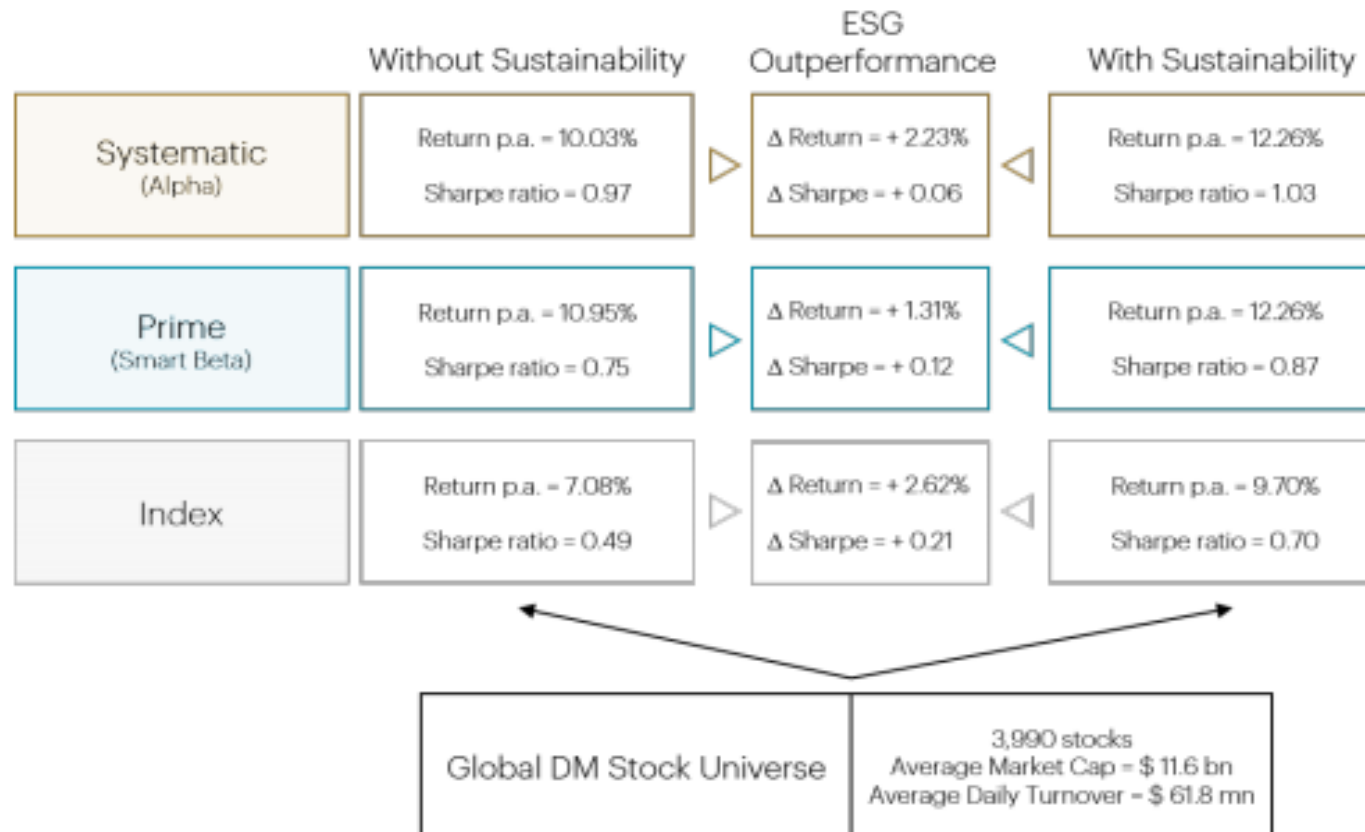 Without Sustainability
ESG
Outperformance
With Sustainability
Systematic
(Alpha)
Return p.a. = 10.03%
Sharpe ratio = 0.97
Δ Return = + 2.23%
Δ Sharpe = + 0.06
Return p.a. = 12.26%
Sharpe ratio = 1.03
Prime
(Smart Beta)
Return p.a. = 10.95%
Sharpe ratio = 0.75
Δ Return = + 1.31%
Δ Sharpe = + 0.12
Return p.a. = 12.26%
Sharpe ratio = 0.87
Index
Return p.a. = 7.08%
Sharpe ratio = 0.49
Δ Return = + 2.62%
Δ Sharpe = + 0.21
Return p.a. = 9.70%
Sharpe ratio = 0.70
Global DM Stock Universe
3,990 stocks
Average Market Cap = $ 11.6 bn
Average Daily Turnover = $ 61.8 mn